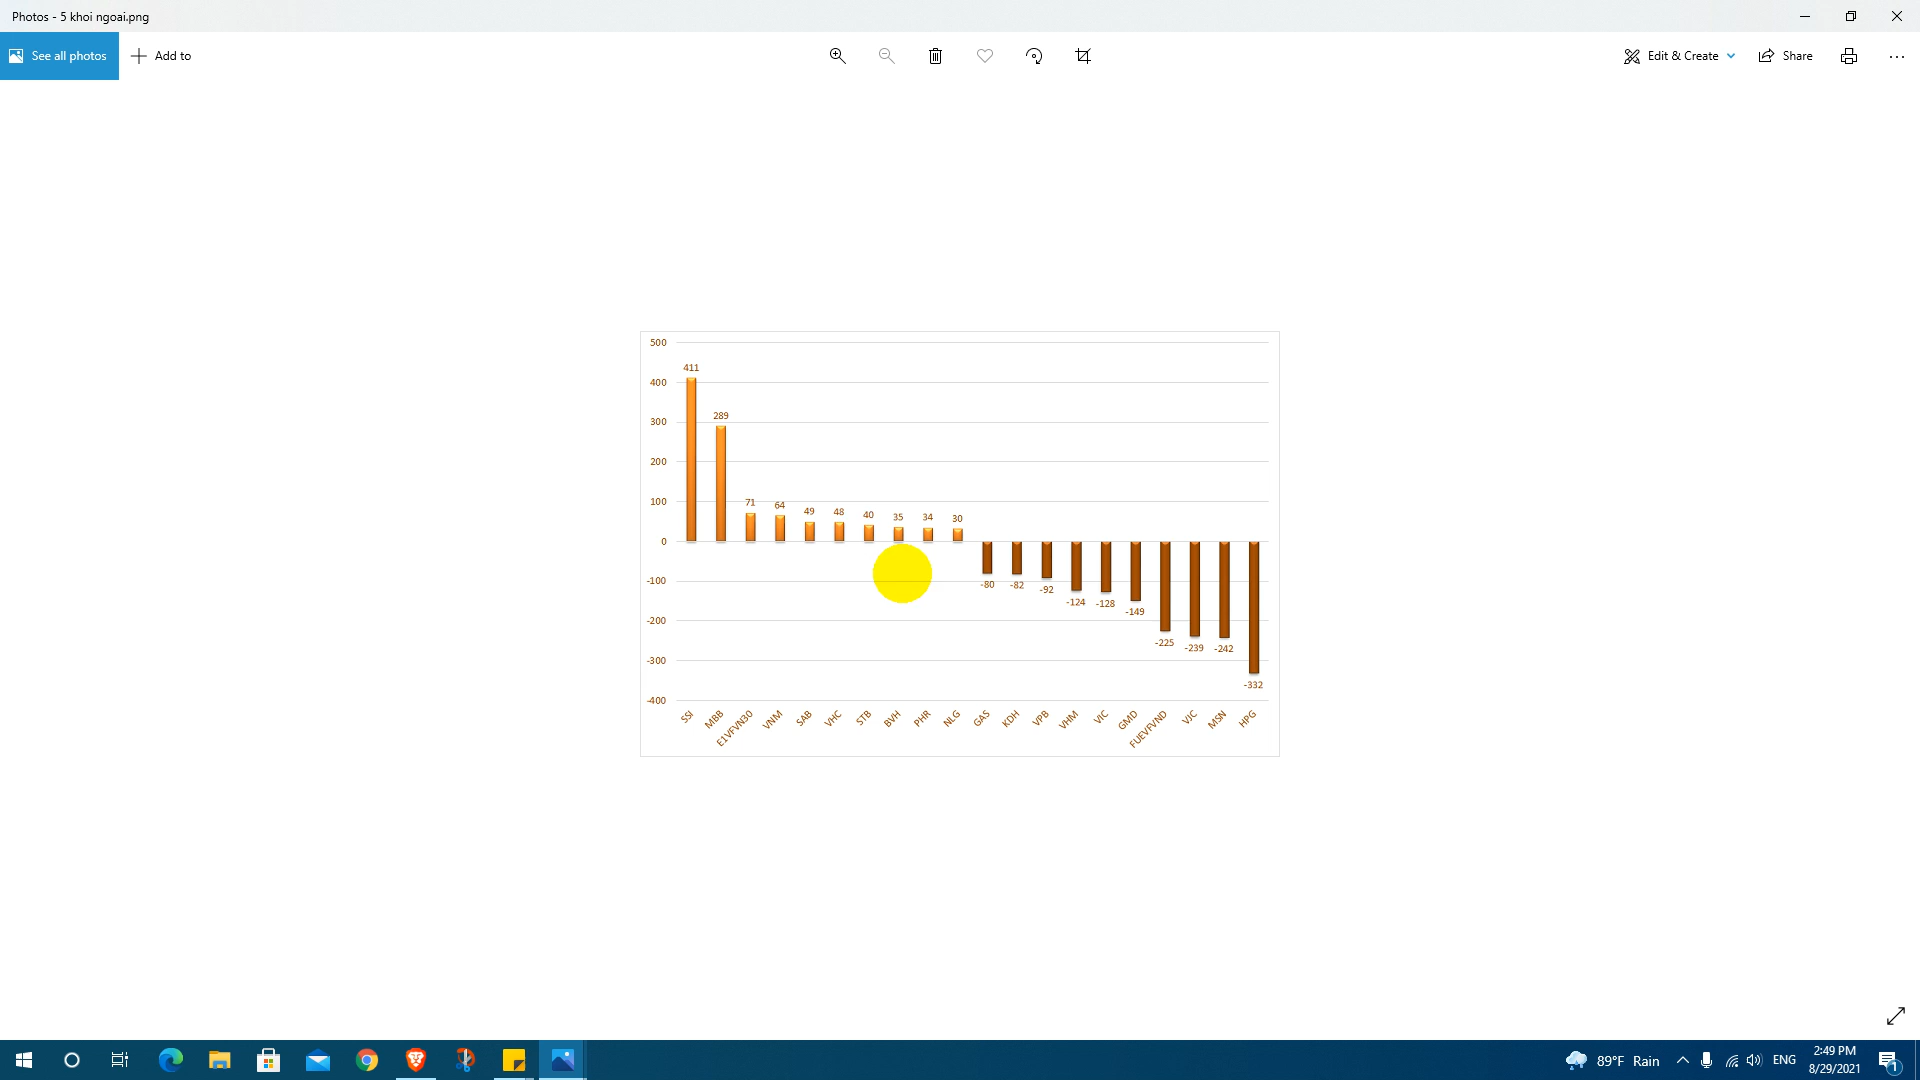 Photos - 5 khoi ngoai.png
See all photos
Add to
Edit & Create
Share
500
400
300
200
100
0
-100
-200
-300
-400
411
289
71
64
49
48
40
35
34
30
-80
-82
-92
-124
-128
-149
-225
-239
-242
-332
SSI
MBB
E1VFVN30
VNM
SAB
VHC
STB
BVH
PHR
NLG
GAS
KDH
VPB
VHM
VIC
GMD
FUEVFVND
VJC
MSN
HPG
89°F Rain
ENG
2:49 PM
8/29/2021
1